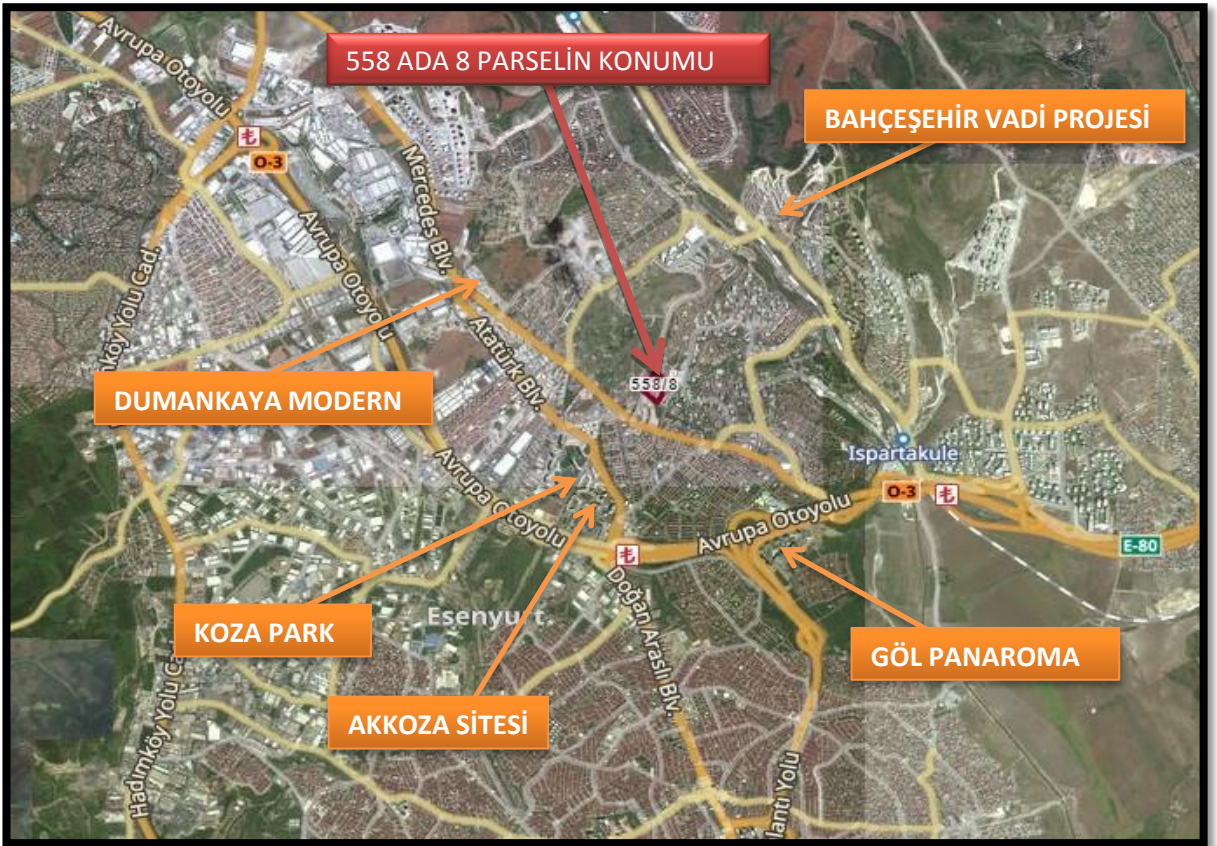 Avrupa Otoyolu
558 ADA 8 PARSELİN KONUMU
BAHÇEŞEHİR VADİ PROJESİ
O-3
Mercedes Blv.
Avrupa Otoyolu
Yolu Cad.
Atatürk Blv.
DUMANKAYA MODERN
558/8
Ispartakule
Avrupa Otoyolu
O-3
Avrupa Otoyolu
E-80
KOZA PARK
Esenyurt
Doğan Araslı Blv.
GÖL PANAROMA
AKKOZA SİTESİ
Hadımköy Yolu
Yolu